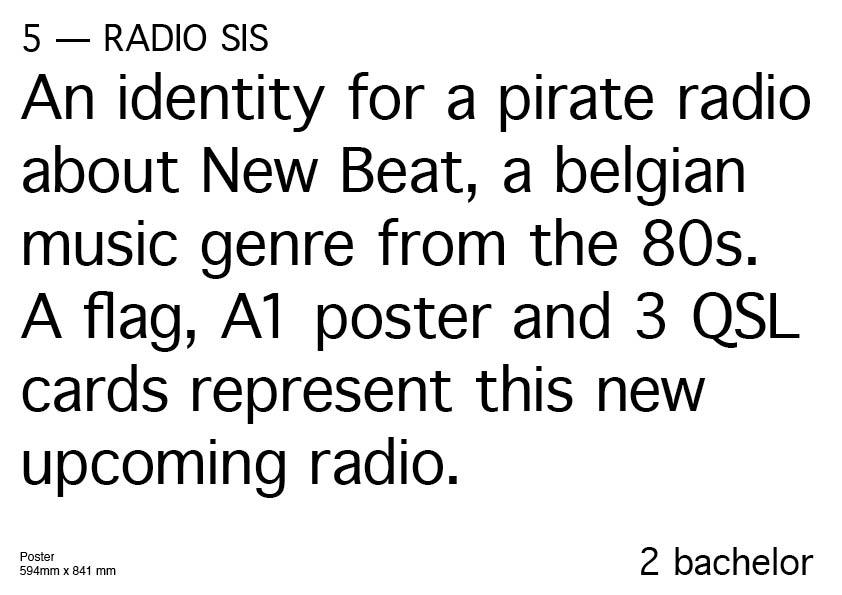 5 — RADIO SIS
An identity for a pirate radio
about New Beat, a belgian
music genre from the 80s.
A flag, A1 poster and 3 QSL
cards represent this new
upcoming radio.
Poster
594mm x 841 mm
2 bachelor